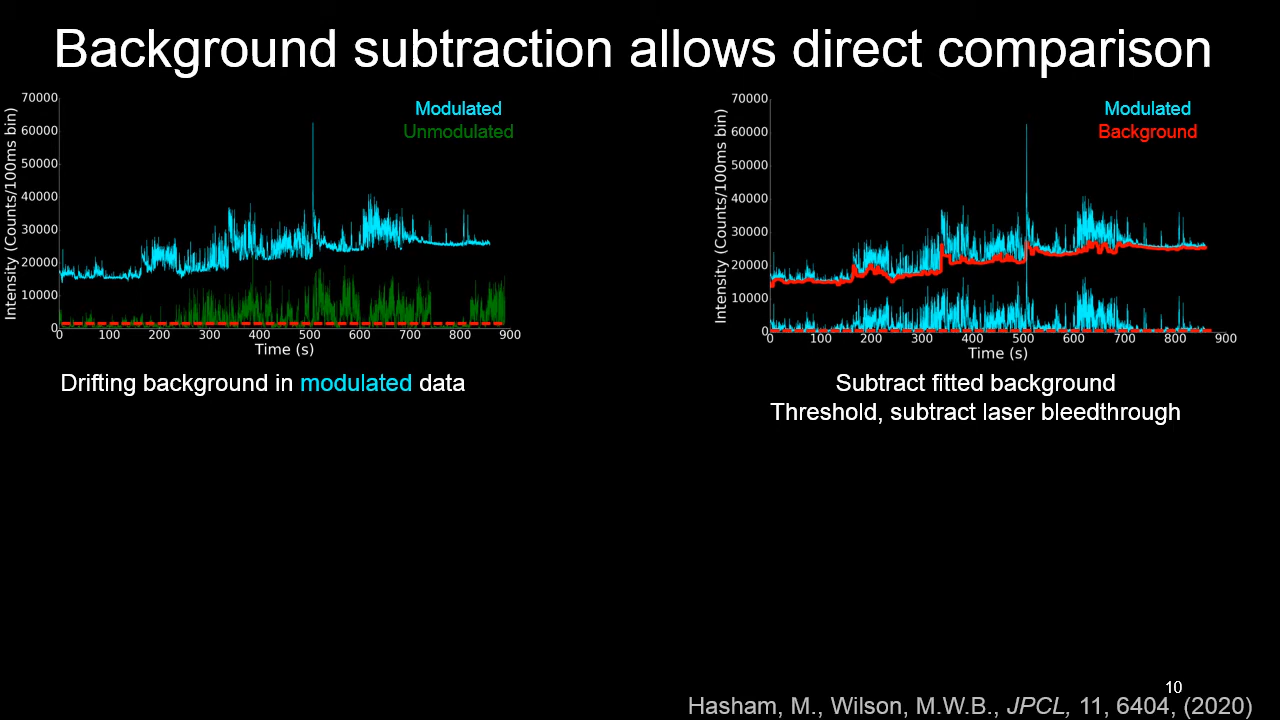 Background subtraction allows direct comparison
70000
60000
50000
40000
30000
20000
10000
0
Intensity (Counts/100ms bin)
Modulated
Unmodulated
0 100 200 300 400 500 600 700 800 900
Time (s)
Drifting background in modulated data
70000
60000
50000
40000
30000
20000
10000
0
Intensity (Counts/100ms bin)
Modulated
Background
0 100 200 300 400 500 600 700 800 900
Time (s)
Subtract fitted background
Threshold, subtract laser bleedthrough
10
Hasham, M., Wilson, M.W.B., JPCL, 11, 6404, (2020)